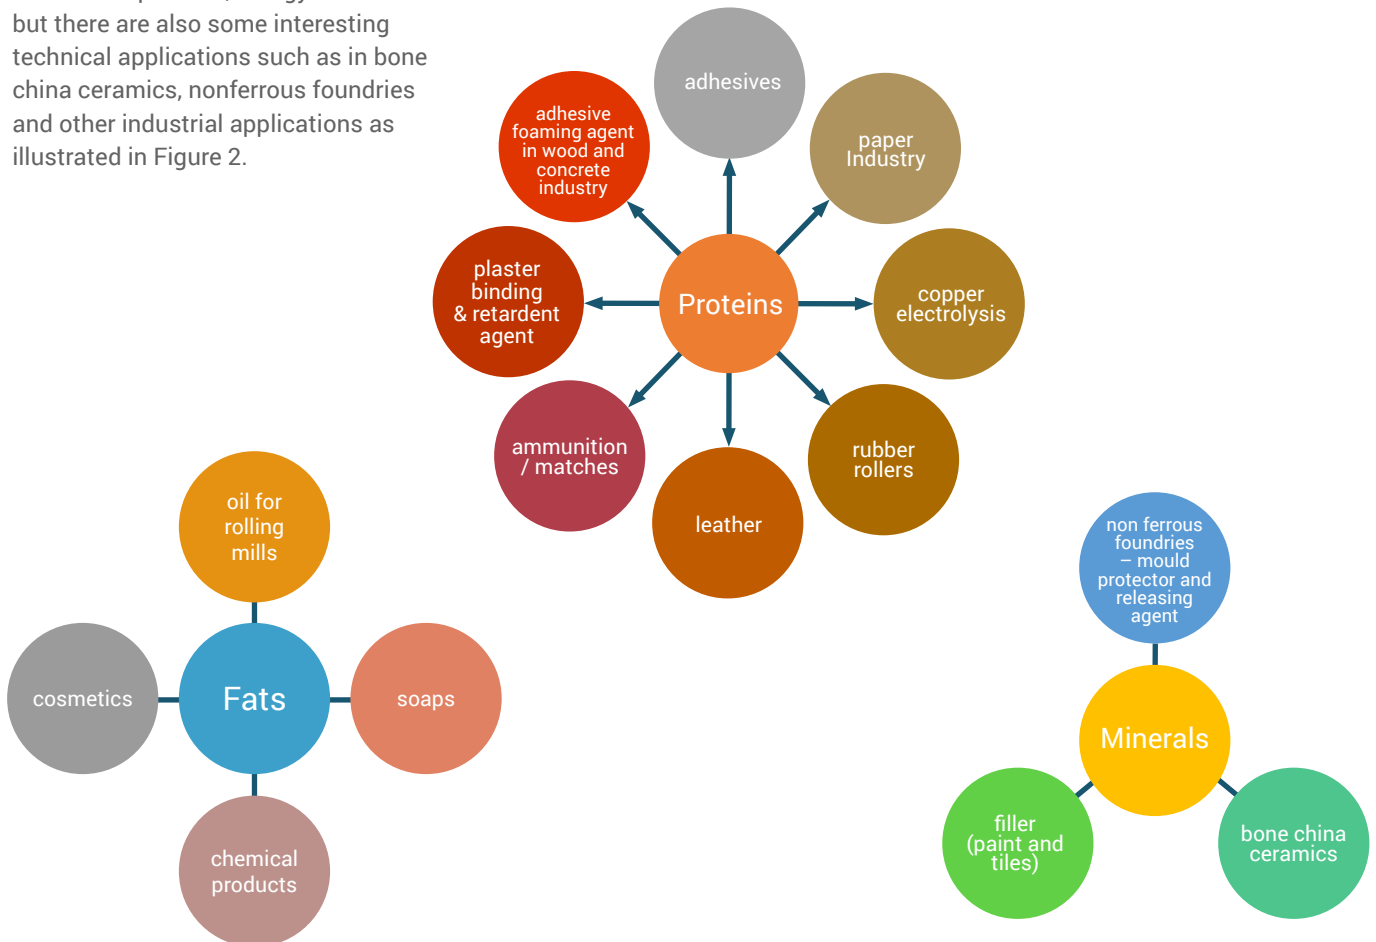 but there are also some interesting
technical applications such as in bone
china ceramics, nonferrous foundries
and other industrial applications as
illustrated in Figure 2.
adhesives
adhesive
foaming agent
in wood and
concrete
industry
paper
Industry
plaster
binding
& retardent
agent
Proteins
copper
electrolysis
ammunition
/ matches
rubber
rollers
leather
oil for
rolling
mills
cosmetics
Fats
soaps
chemical
products
non ferrous
foundries
– mould
protector and
releasing
agent
Minerals
filler
(paint and
tiles)
bone china
ceramics